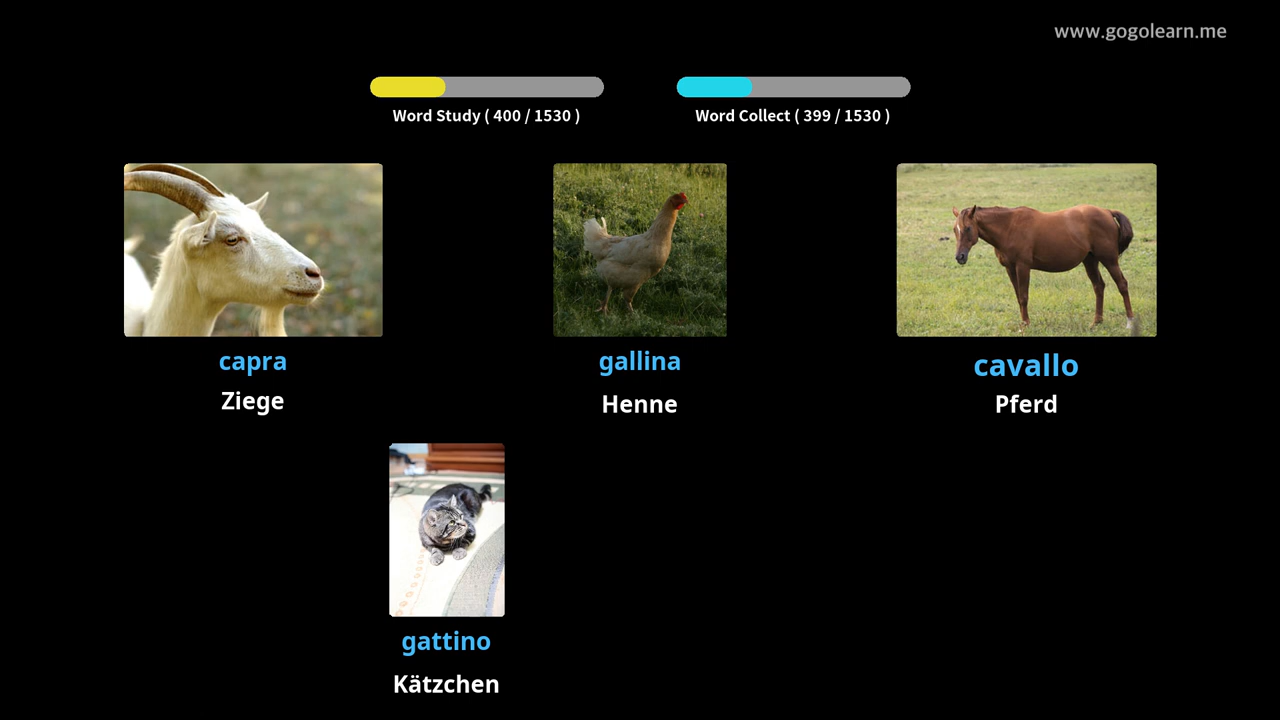 www.gogolearn.me
Word Study ( 400 / 1530 )
Word Collect ( 399 / 1530 )
capra
gallina
cavallo
Ziege
Henne
Pferd
gattino
Kätzchen